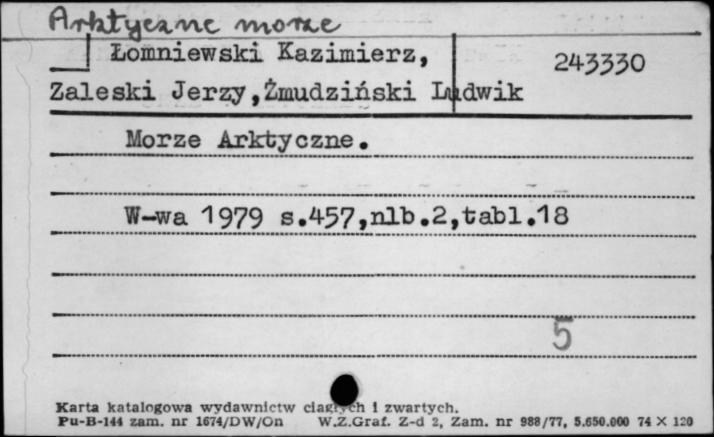 Arktyczne morze
Łomniewski Kazimierz, 243330
Zaleski Jerzy,Żmudziński Ludwik
Morze Arktyczne.
W-wa 1979 s.457,nlb.2,tabl.18
5
Karta katalogowa wydawnictw ciągłych i zwartych.
Pu-B-144 zam. nr 1674/DW/On W.Z.Graf. Z-d 2, Zam. nr 988/77, 5.650.000 74 X 120